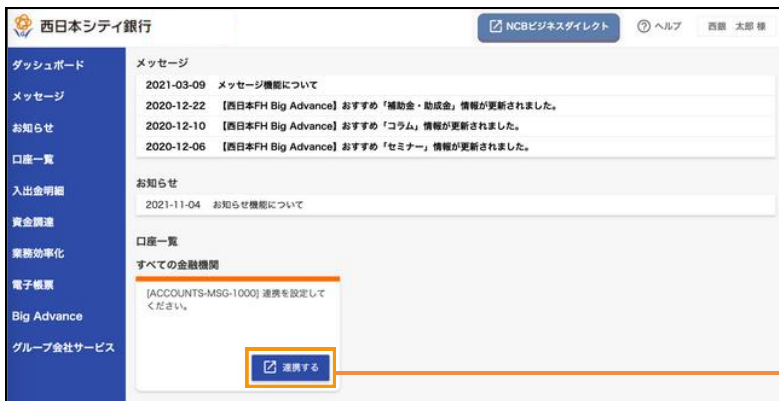 西日本シティ銀行
NCBビジネスダイレクト
ヘルプ
西銀 太郎 様
ダッシュボード
メッセージ
お知らせ
口座一覧
入出金明細
資金調達
業務効率化
電子帳票
Big Advance
グループ会社サービス
メッセージ
2021-03-09 メッセージ機能について
2020-12-22 【西日本FH Big Advance】おすすめ「補助金・助成金」情報が更新されました。
2020-12-10 【西日本FH Big Advance】おすすめ「コラム」情報が更新されました。
2020-12-06 【西日本FH Big Advance】おすすめ「セミナー」情報が更新されました。
お知らせ
2021-11-04 お知らせ機能について
口座一覧
すべての金融機関
[ACCOUNTS-MSG-1000] 連携を設定して
ください。
連携する